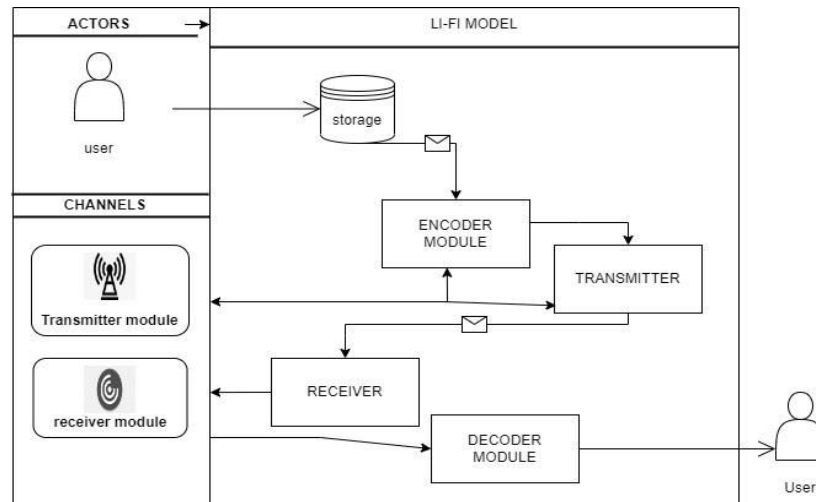 ACTORS
LI-FI MODEL
user
storage
CHANNELS
ENCODER
MODULE
TRANSMITTER
Transmitter module
RECEIVER
receiver module
DECODER
MODULE
User